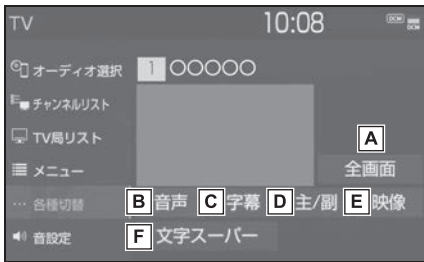 TV 10:08 DCM
オーディオ選択 1 ○○○○○
チャンネルリスト
TV局リスト
A
メニュー 全画面
… 各種切替 B 音声 C 字幕 D 主/副 E 映像
音設定 F 文字スーパー